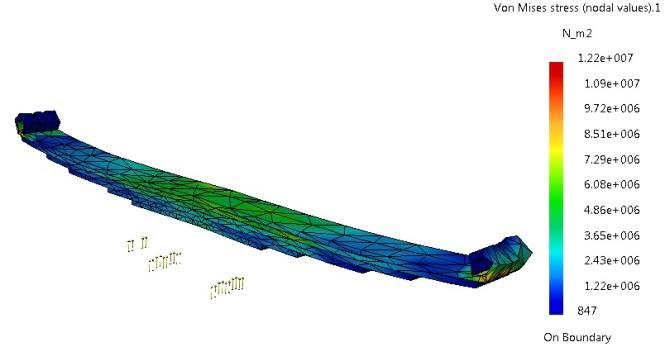 Von Mises stress (nodal values).1
N_m2
1.22e+007
1.09e+007
9.72e+006
8.51e+006
7.29e+006
6.08e+006
4.86e+006
3.65e+006
2.43e+006
1.22e+006
847
On Boundary